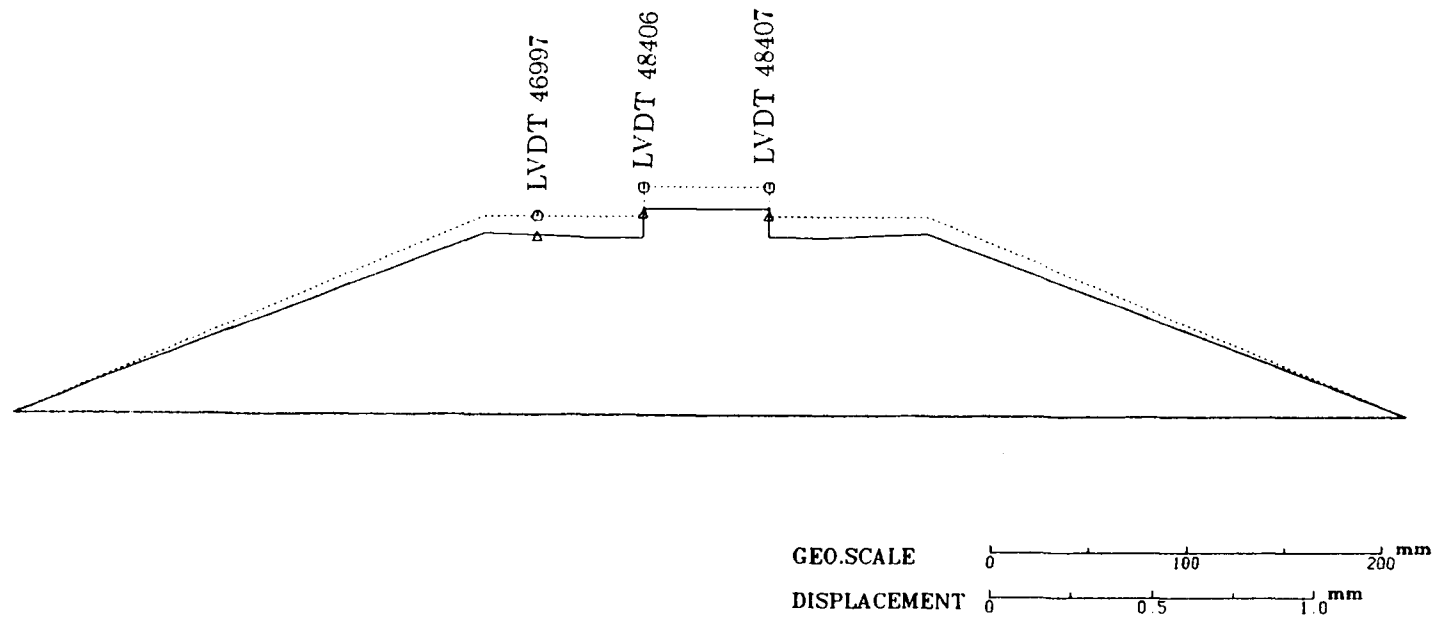 LVDT 46997
LVDT 48406
LVDT 48407
GEO.SCALE 0 100 200 mm
DISPLACEMENT 0 0.5 1.0 mm